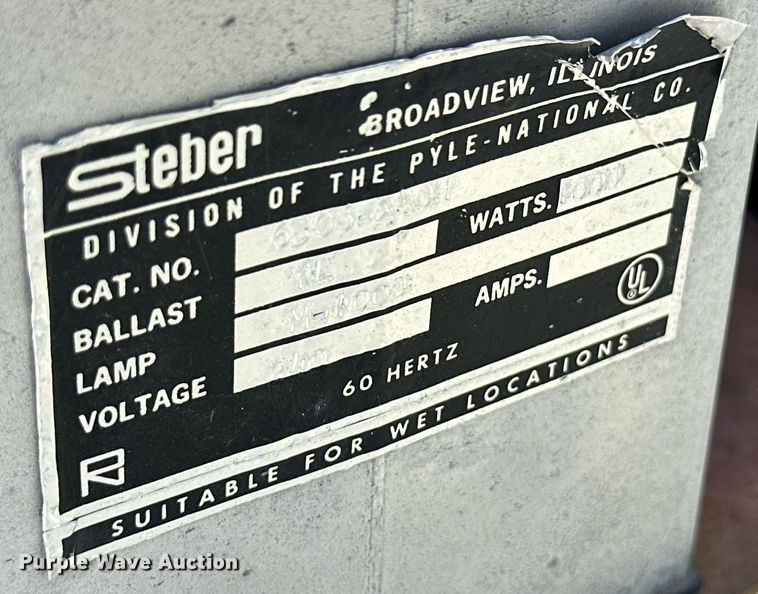 Steber
BROADVIEW, ILLINOIS
DIVISION OF THE PYLE-NATIONAL CO.
CAT. NO.
BALLAST WATTS.
LAMP
VOLTAGE AMPS.
60 HERTZ
UL
SUITABLE FOR WET LOCATIONS
Purple Wave Auction